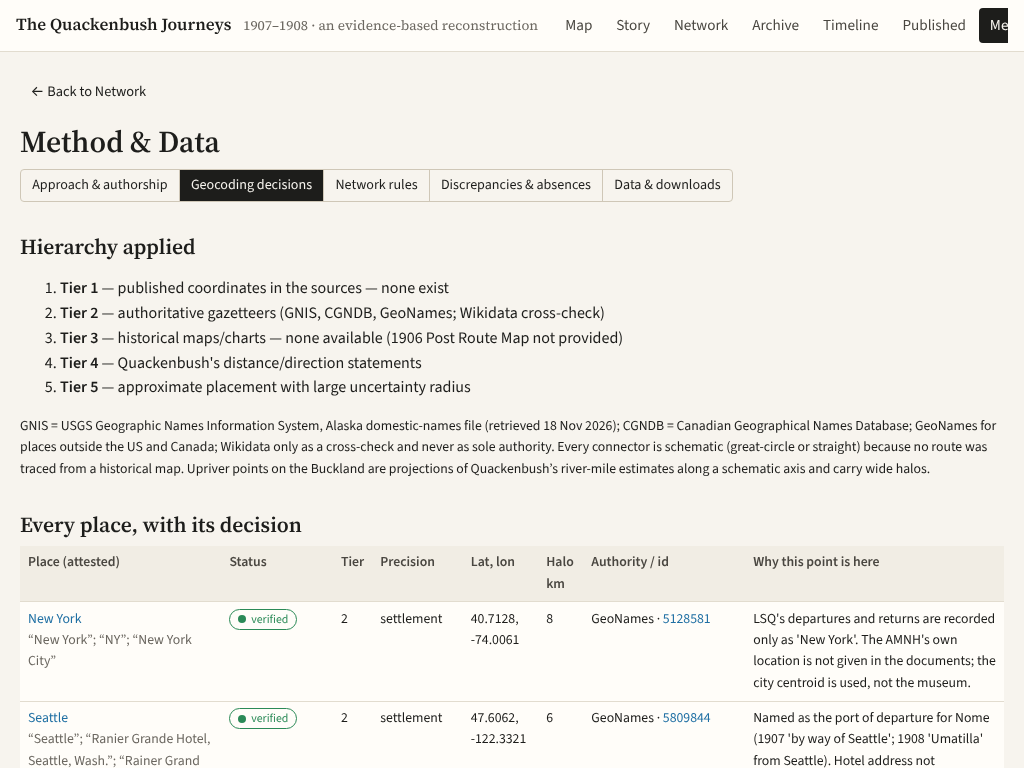 The Quackenbush Journeys 1907–1908 · an evidence-based reconstruction Map Story Network Archive Timeline Published Me
← Back to Network
Method & Data
Approach & authorship Geocoding decisions Network rules Discrepancies & absences Data & downloads
Hierarchy applied
1. Tier 1 — published coordinates in the sources — none exist
2. Tier 2 — authoritative gazetteers (GNIS, CGNDB, GeoNames; Wikidata cross-check)
3. Tier 3 — historical maps/charts — none available (1906 Post Route Map not provided)
4. Tier 4 — Quackenbush's distance/direction statements
5. Tier 5 — approximate placement with large uncertainty radius
GNIS = USGS Geographic Names Information System, Alaska domestic-names file (retrieved 18 Nov 2026); CGNDB = Canadian Geographical Names Database; GeoNames for
places outside the US and Canada; Wikidata only as a cross-check and never as sole authority. Every connector is schematic (great-circle or straight) because no route was
traced from a historical map. Upriver points on the Buckland are projections of Quackenbush’s river-mile estimates along a schematic axis and carry wide halos.
Every place, with its decision
Place (attested) Status Tier Precision Lat, lon Halo km Authority / id Why this point is here
New York verified 2 settlement 40.7128, 8 GeoNames · 5128581 LSQ's departures and returns are recorded
“New York”; “NY”; “New York -74.0061 only as 'New York'. The AMNH's own
City” location is not given in the documents; the
city centroid is used, not the museum.
Seattle verified 2 settlement 47.6062, 6 GeoNames · 5809844 Named as the port of departure for Nome
“Seattle”; “Ranier Grande Hotel, -122.3321 (1907 'by way of Seattle'; 1908 'Umatilla'
Seattle, Wash.”; “Rainer Grand from Seattle). Hotel address not